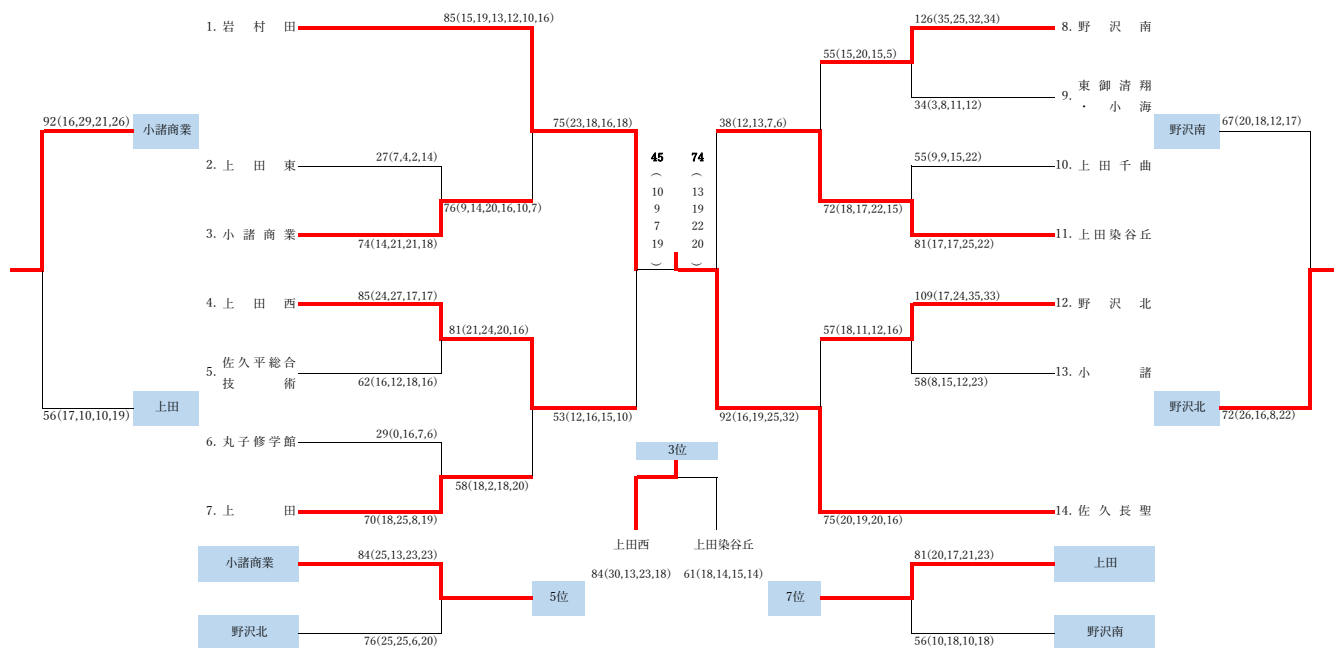 85(15,19,13,12,10,16)
1. 岩村田
92(16,29,21,26)
小諸商業
75(23,18,16,18)
27(7,4,2,14)
2. 上田東
76(9,14,20,16,10,7)
3. 小諸商業
74(14,21,21,18)
4. 上田西
85(24,27,17,17)
81(21,24,20,16)
5. 佐久平総合
技術
62(16,12,18,16)
上田
56(17,10,10,19)
53(12,16,15,10)
6. 丸子修学館
29(0,16,7,6)
58(18,2,18,20)
7. 上田
70(18,25,8,19)
45
(
10
9
7
19
)
74
(
13
19
22
20
)
126(35,25,32,34)
8. 野沢南
55(15,20,15,5)
9. 東御清翔
・小海
34(3,8,11,12)
38(12,13,7,6)
野沢南
67(20,18,12,17)
55(9,9,15,22)
10. 上田千曲
72(18,17,22,15)
11. 上田染谷丘
81(17,17,25,22)
109(17,24,35,33)
12. 野沢北
57(18,11,12,16)
58(8,15,12,23)
13. 小諸
野沢北
72(26,16,8,22)
92(16,19,25,32)
14. 佐久長聖
75(20,19,20,16)
3位
上田西
上田染谷丘
84(30,13,23,18)
61(18,14,15,14)
小諸商業
84(25,13,23,23)
5位
野沢北
76(25,25,6,20)
81(20,17,21,23)
上田
7位
野沢南
56(10,18,10,18)